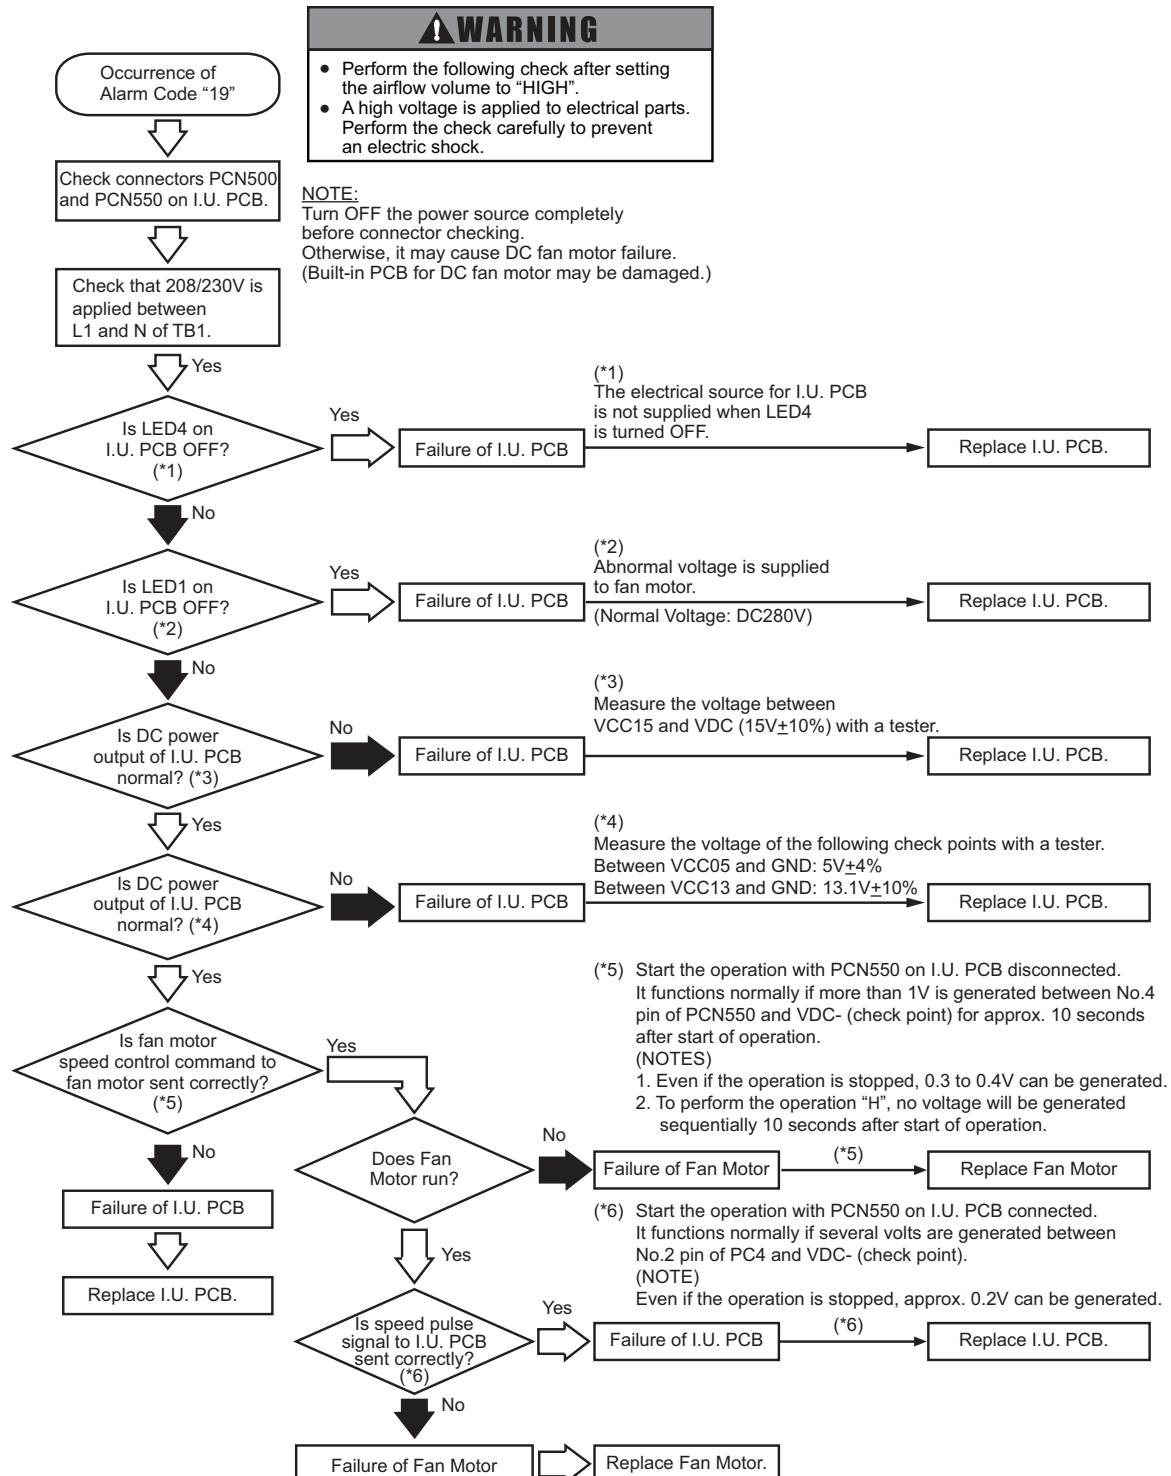 WARNING
● Perform the following check after setting
the airflow volume to “HIGH”.
● A high voltage is applied to electrical parts.
Perform the check carefully to prevent
an electric shock.
Occurrence of
Alarm Code “19”
Check connectors PCN500
and PCN550 on I.U. PCB.
NOTE:
Turn OFF the power source completely
before connector checking.
Otherwise, it may cause DC fan motor failure.
(Built-in PCB for DC fan motor may be damaged.)
Check that 208/230V is
applied between
L1 and N of TB1.
Yes
Is LED4 on
I.U. PCB OFF?
(*1)
Yes
Failure of I.U. PCB
(*1)
The electrical source for I.U. PCB
is not supplied when LED4
is turned OFF.
Replace I.U. PCB.
No
Is LED1 on
I.U. PCB OFF?
(*2)
Yes
Failure of I.U. PCB
(*2)
Abnormal voltage is supplied
to fan motor.
(Normal Voltage: DC280V)
Replace I.U. PCB.
No
Is DC power
output of I.U. PCB
normal? (*3)
No
Failure of I.U. PCB
(*3)
Measure the voltage between
VCC15 and VDC (15V±10%) with a tester.
Replace I.U. PCB.
Yes
Is DC power
output of I.U. PCB
normal? (*4)
No
Failure of I.U. PCB
(*4)
Measure the voltage of the following check points with a tester.
Between VCC05 and GND: 5V±4%
Between VCC13 and GND: 13.1V±10%
Replace I.U. PCB.
Yes
Is fan motor
speed control command to
fan motor sent correctly?
(*5)
Yes
(*5) Start the operation with PCN550 on I.U. PCB disconnected.
It functions normally if more than 1V is generated between No.4
pin of PCN550 and VDC- (check point) for approx. 10 seconds
after start of operation.
(NOTES)
1. Even if the operation is stopped, 0.3 to 0.4V can be generated.
2. To perform the operation “H”, no voltage will be generated
sequentially 10 seconds after start of operation.
No
Failure of I.U. PCB
Replace I.U. PCB.
Does Fan
Motor run?
No
Failure of Fan Motor
(*5)
Replace Fan Motor
Yes
(*6) Start the operation with PCN550 on I.U. PCB connected.
It functions normally if several volts are generated between
No.2 pin of PC4 and VDC- (check point).
(NOTE)
Even if the operation is stopped, approx. 0.2V can be generated.
Is speed pulse
signal to I.U. PCB
sent correctly?
(*6)
Yes
Failure of I.U. PCB
(*6)
Replace I.U. PCB.
No
Failure of Fan Motor
Replace Fan Motor.